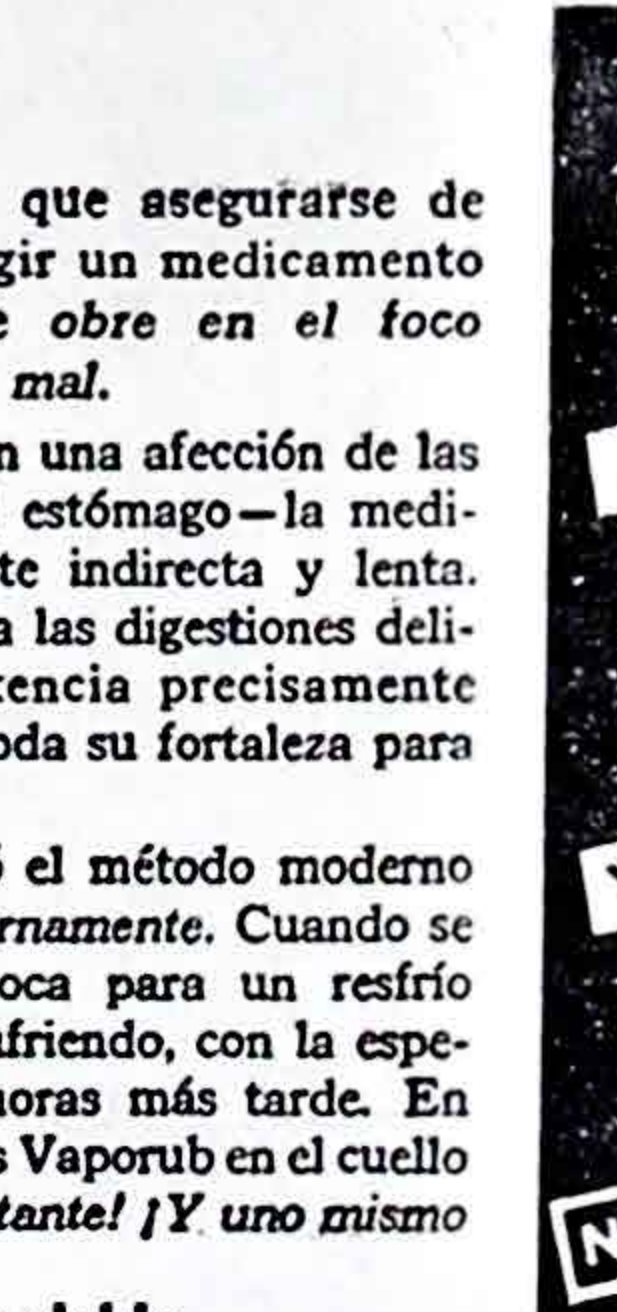 que asegurarse de
gir un medicamento
e obre en el foco
mal.
n una afección de las
estómago—la medi-
te indirecta y lenta.
a las digestiones deli-
tencia precisamente
oda su fortaleza para
el método moderno
rnamente. Cuando se
oca para un resfrío
ufriendo, con la espe-
horas más tarde. En
s Vaporub en el cuello
tante! ¡Y uno mismo
N